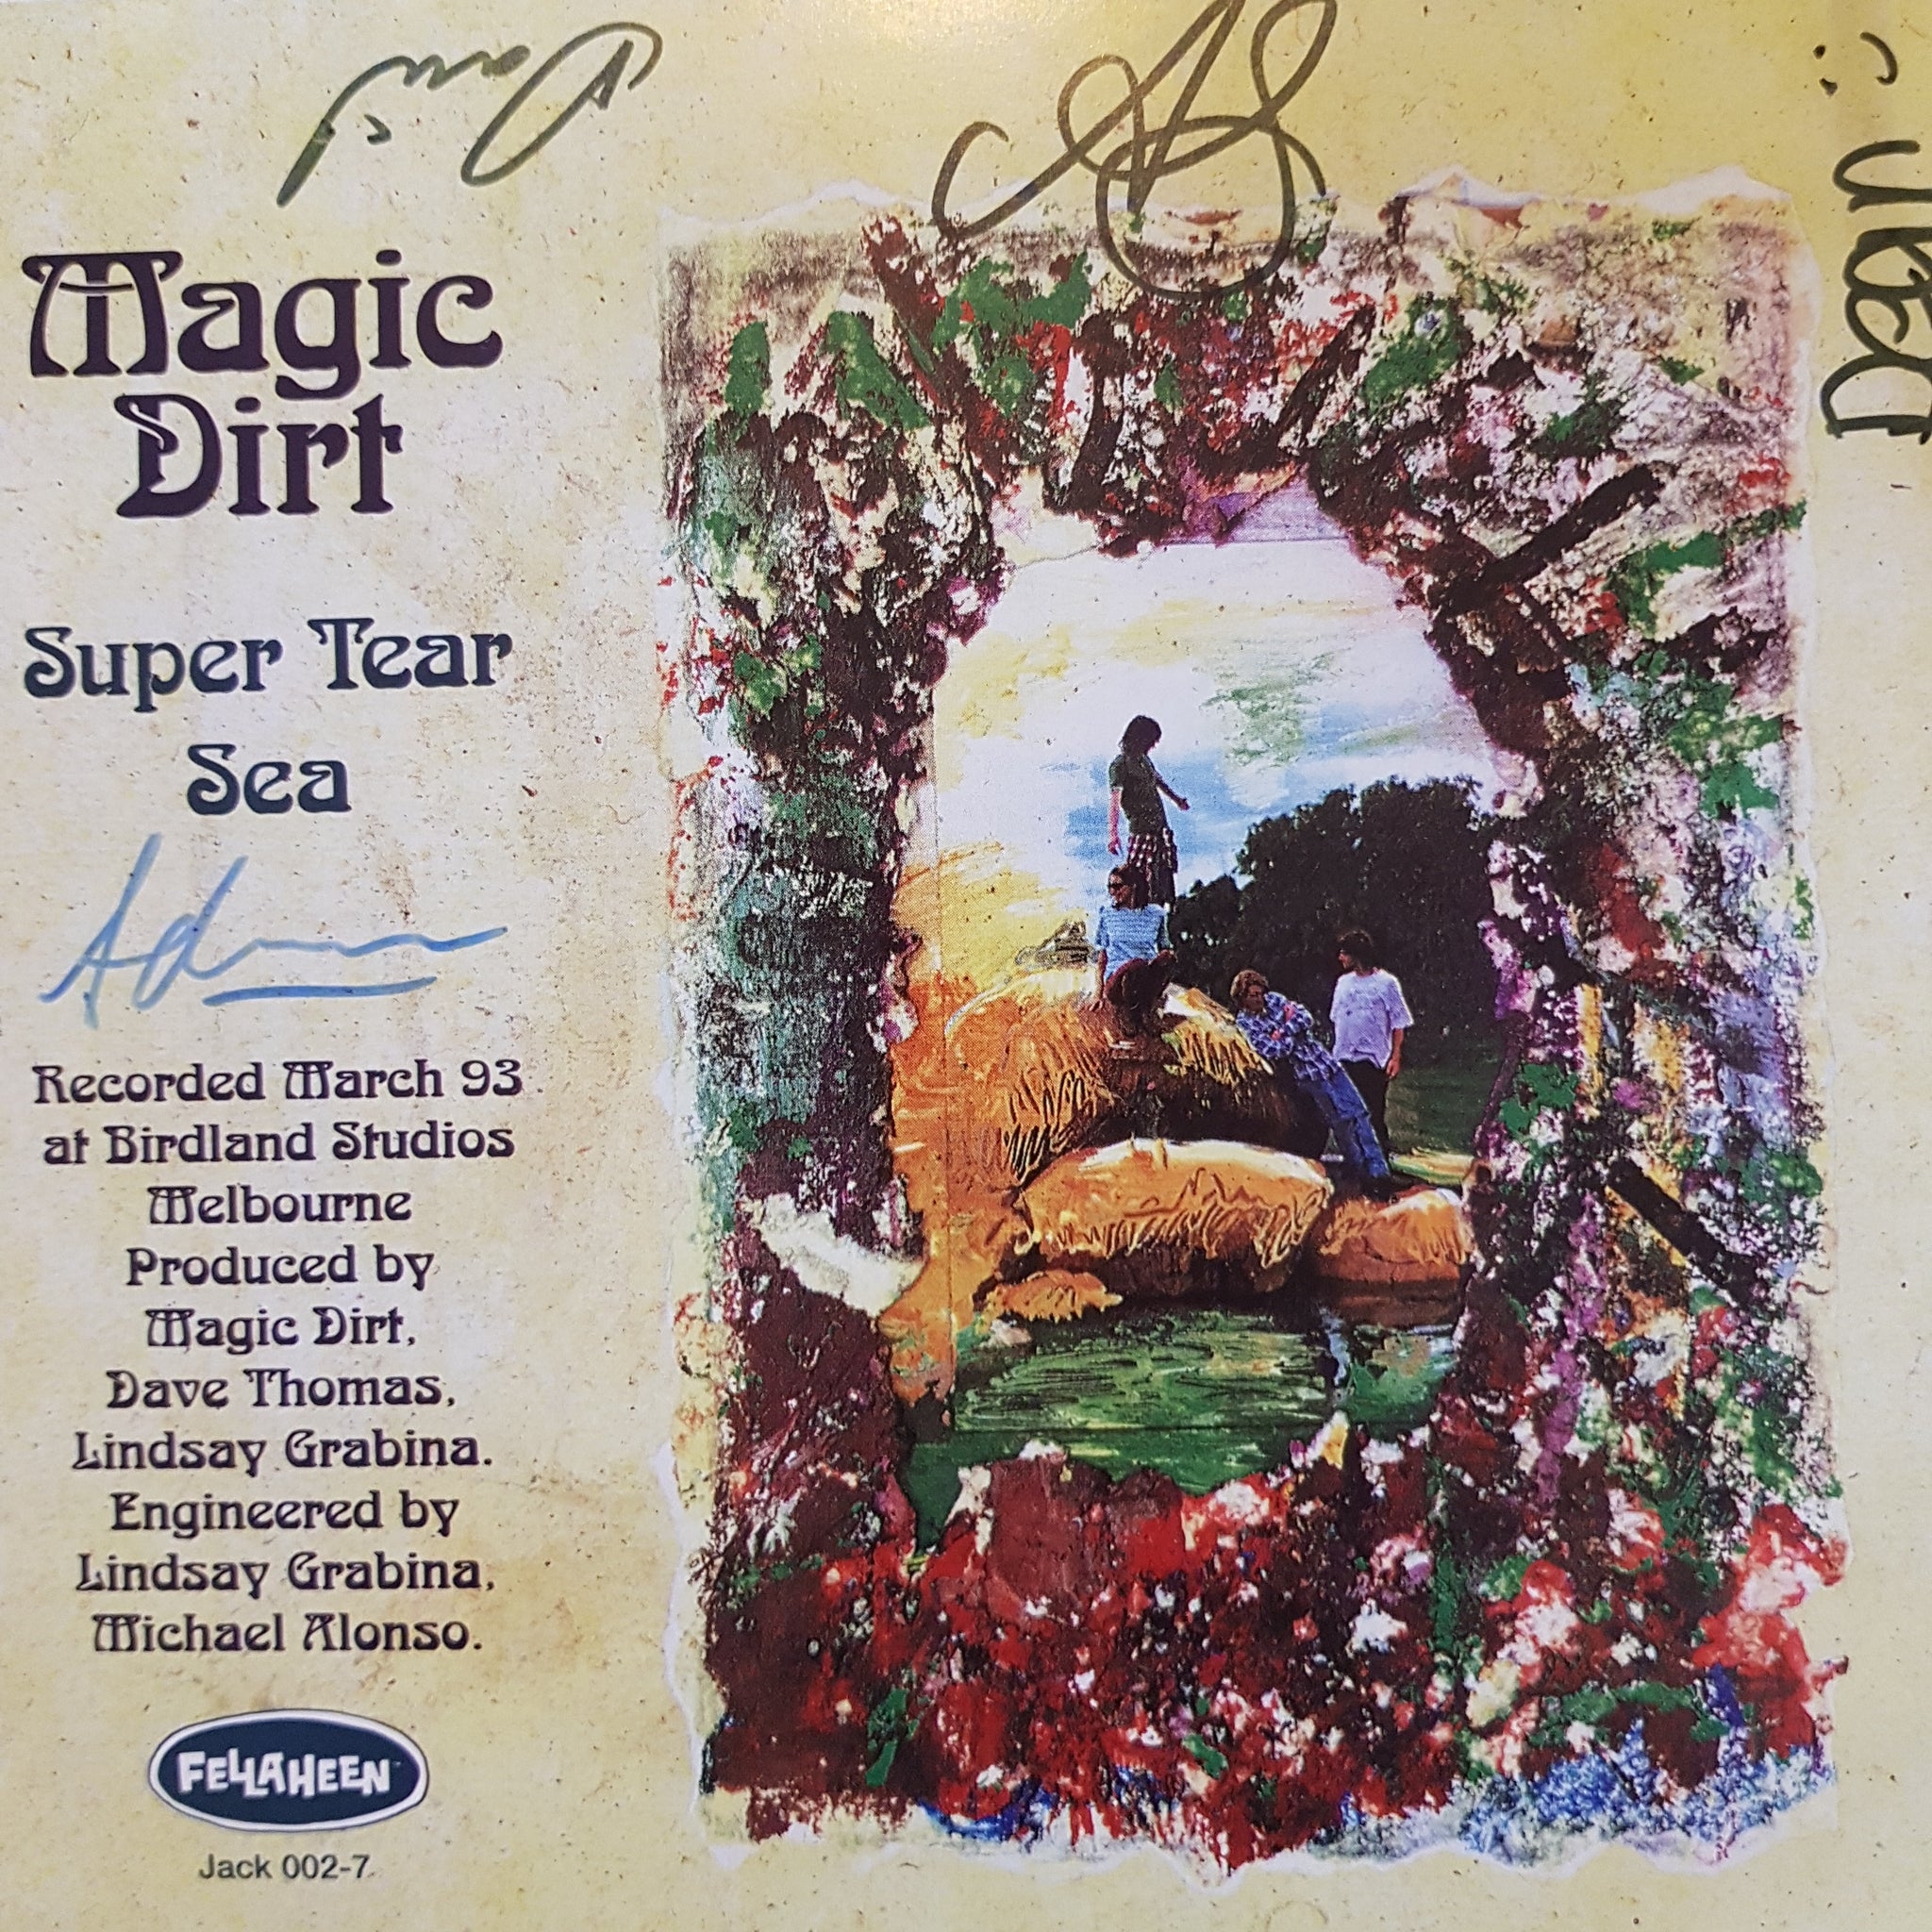 Magic
Dirt
Super Tear
Sea
Recorded March 93
at Birdland Studios
Melbourne
Produced by
Magic Dirt,
Dave Thomas,
Lindsay Grabina.
Engineered by
Lindsay Grabina,
Michael Alonso.
FELLAHEEN
Jack 002-7